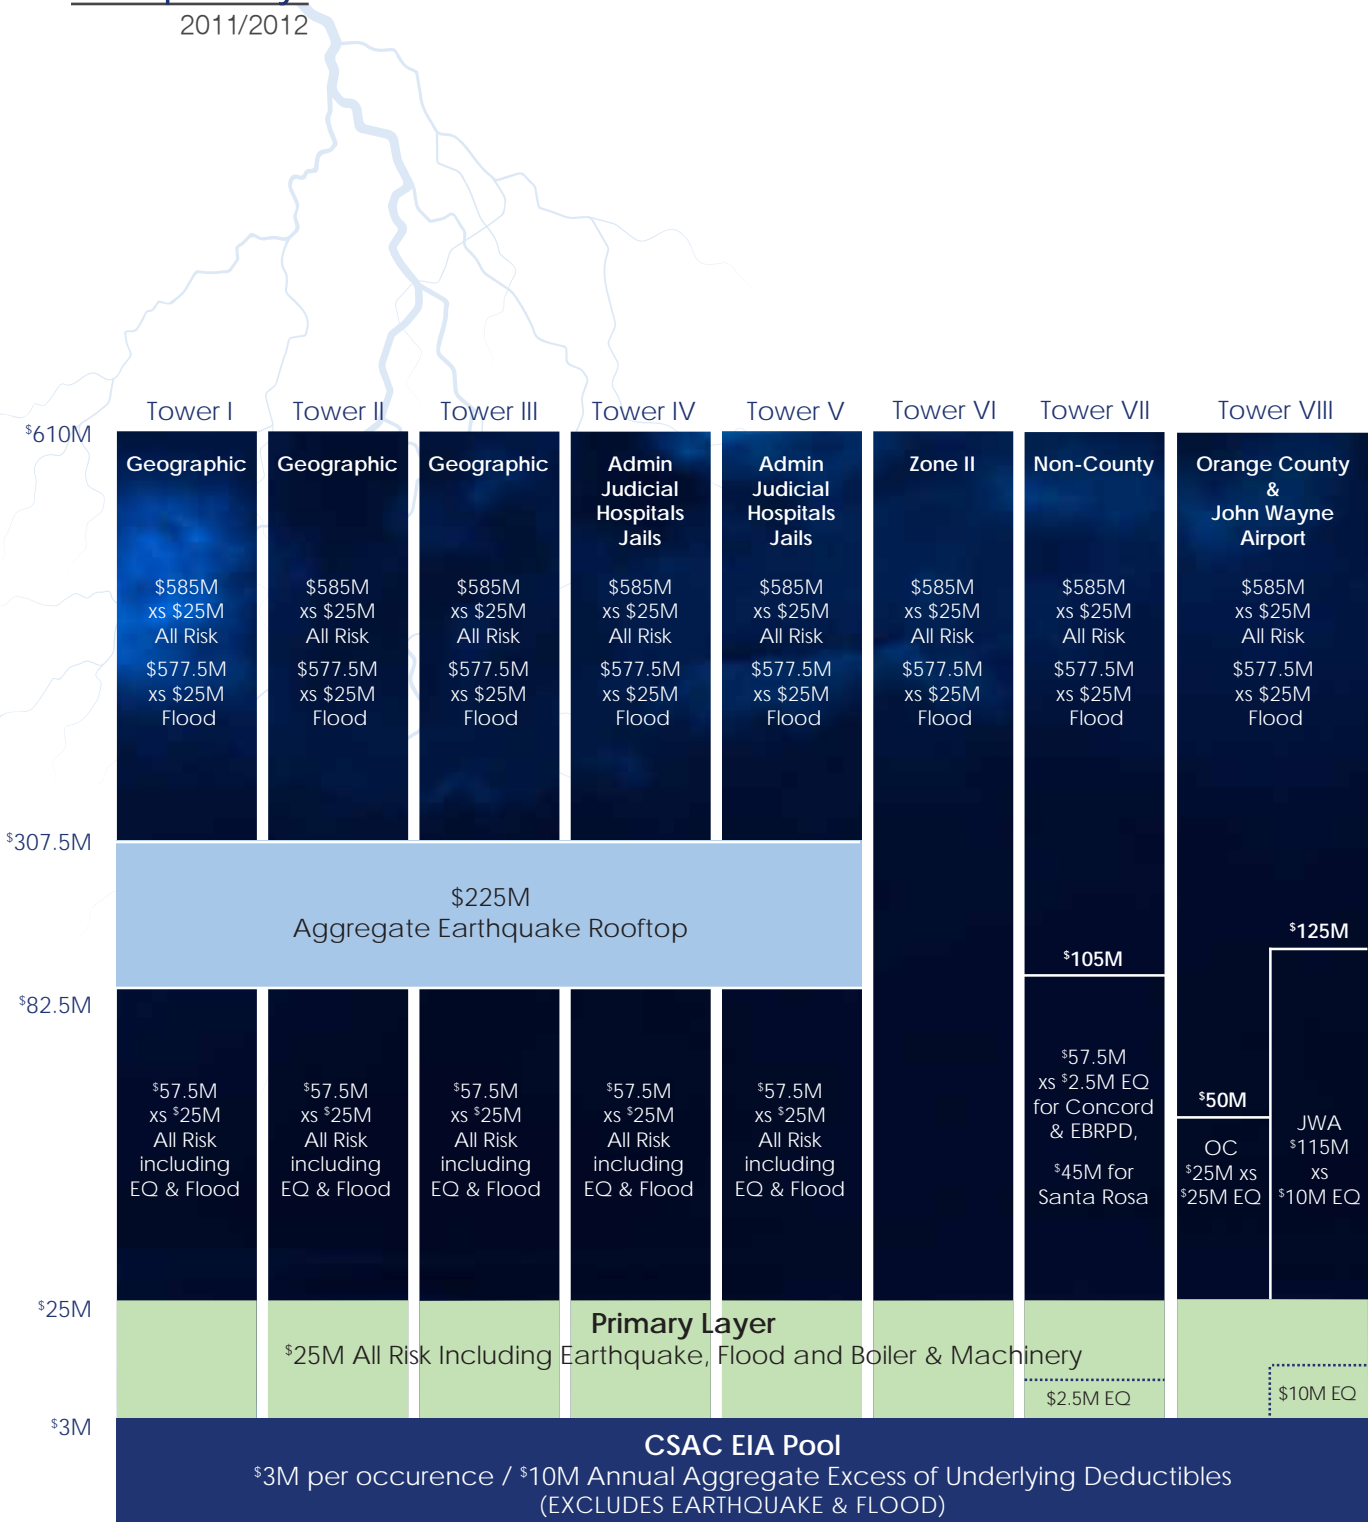 2011/2012
Tower I
Tower II
Tower III
Tower IV
Tower V
Tower VI
Tower VII
Tower VIII
$610M
Geographic
$585M
xs $25M
All Risk
$577.5M
xs $25M
Flood
Geographic
$585M
xs $25M
All Risk
$577.5M
xs $25M
Flood
Geographic
$585M
xs $25M
All Risk
$577.5M
xs $25M
Flood
Admin
Judicial
Hospitals
Jails
$585M
xs $25M
All Risk
$577.5M
xs $25M
Flood
Admin
Judicial
Hospitals
Jails
$585M
xs $25M
All Risk
$577.5M
xs $25M
Flood
Zone II
$585M
xs $25M
All Risk
$577.5M
xs $25M
Flood
Non-County
$585M
xs $25M
All Risk
$577.5M
xs $25M
Flood
Orange County
&
John Wayne
Airport
$585M
xs $25M
All Risk
$577.5M
xs $25M
Flood
$307.5M
$225M
Aggregate Earthquake Rooftop
$82.5M
$57.5M
xs $25M
All Risk
including
EQ & Flood
$57.5M
xs $25M
All Risk
including
EQ & Flood
$57.5M
xs $25M
All Risk
including
EQ & Flood
$57.5M
xs $25M
All Risk
including
EQ & Flood
$57.5M
xs $25M
All Risk
including
EQ & Flood
$105M
$57.5M
xs $2.5M EQ
for Concord
& EBRPD,
$45M for
Santa Rosa
$50M
OC
$25M xs
$25M EQ
$125M
JWA
$115M
xs
$10M EQ
$25M
Primary Layer
$25M All Risk Including Earthquake, Flood and Boiler & Machinery
$2.5M EQ
$10M EQ
$3M
CSAC EIA Pool
$3M per occurence / $10M Annual Aggregate Excess of Underlying Deductibles
(EXCLUDES EARTHQUAKE & FLOOD)